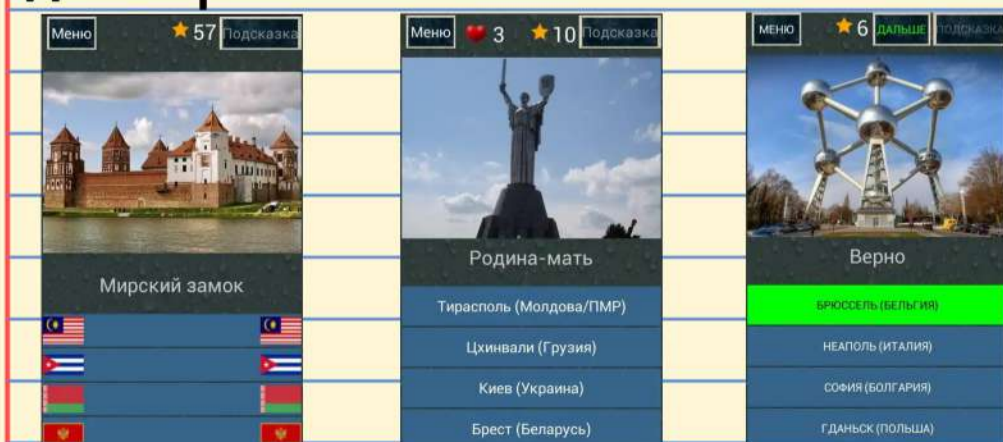 Меню 57 Подсказка
Мирский замок
Меню 3 10 Подсказка
Родина-мать
Тирасполь (Молдова/ПМР)
Цхинвали (Грузия)
Киев (Украина)
Брест (Беларусь)
МЕНЮ 6 ДАЛЬШЕ ПОДСКАЗКА
Верно
БРЮССЕЛЬ (БЕЛЬГИЯ)
НЕАПОЛЬ (ИТАЛИЯ)
СОФИЯ (БОЛГАРИЯ)
ГДАНЬСК (ПОЛЬША)